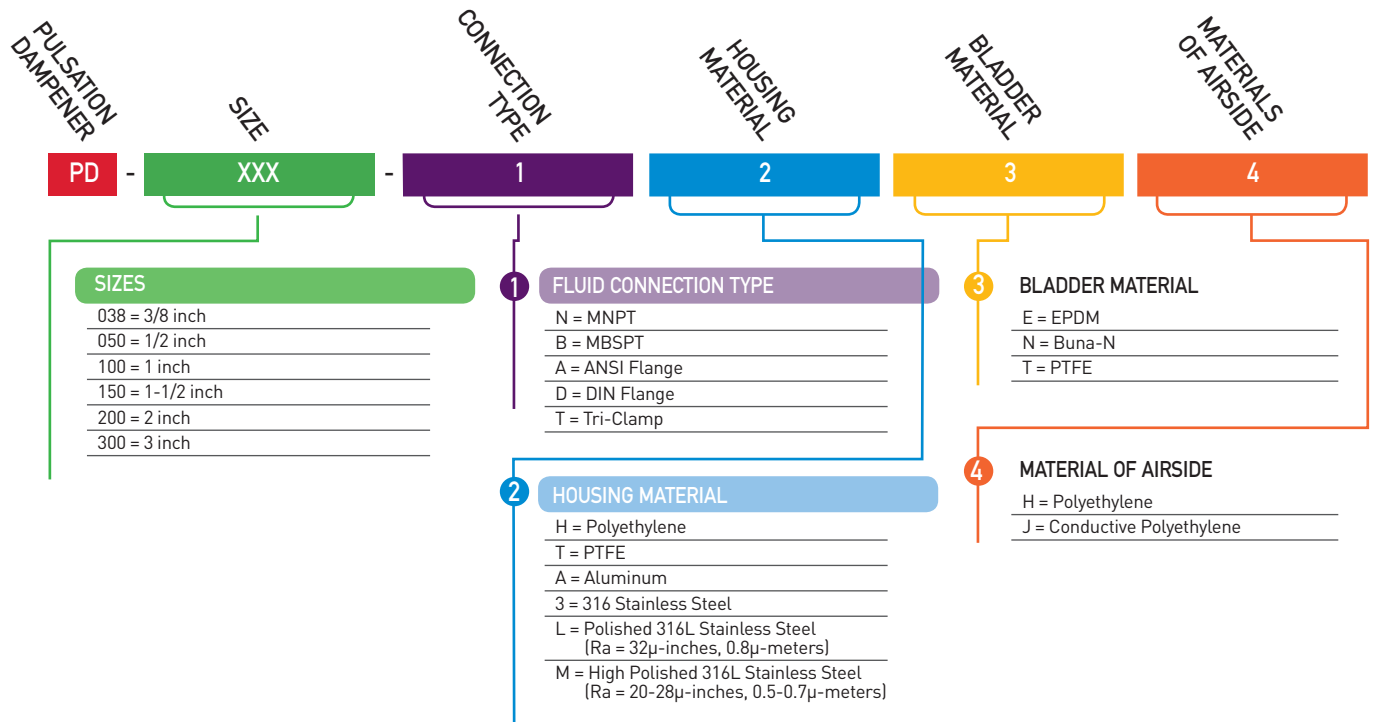 PULSATION
DAMPENER
SIZE
CONNECTION
TYPE
HOUSING
MATERIAL
BLADDER
MATERIAL
MATERIALS
OF AIRSIDE
PD - XXX - 1 2 3 4
SIZES
038 = 3/8 inch
050 = 1/2 inch
100 = 1 inch
150 = 1-1/2 inch
200 = 2 inch
300 = 3 inch
1 FLUID CONNECTION TYPE
N = MNPT
B = MBSPT
A = ANSI Flange
D = DIN Flange
T = Tri-Clamp
2 HOUSING MATERIAL
H = Polyethylene
T = PTFE
A = Aluminum
3 = 316 Stainless Steel
L = Polished 316L Stainless Steel
(Ra = 32µ-inches, 0.8µ-meters)
M = High Polished 316L Stainless Steel
(Ra = 20-28µ-inches, 0.5-0.7µ-meters)
3 BLADDER MATERIAL
E = EPDM
N = Buna-N
T = PTFE
4 MATERIAL OF AIRSIDE
H = Polyethylene
J = Conductive Polyethylene